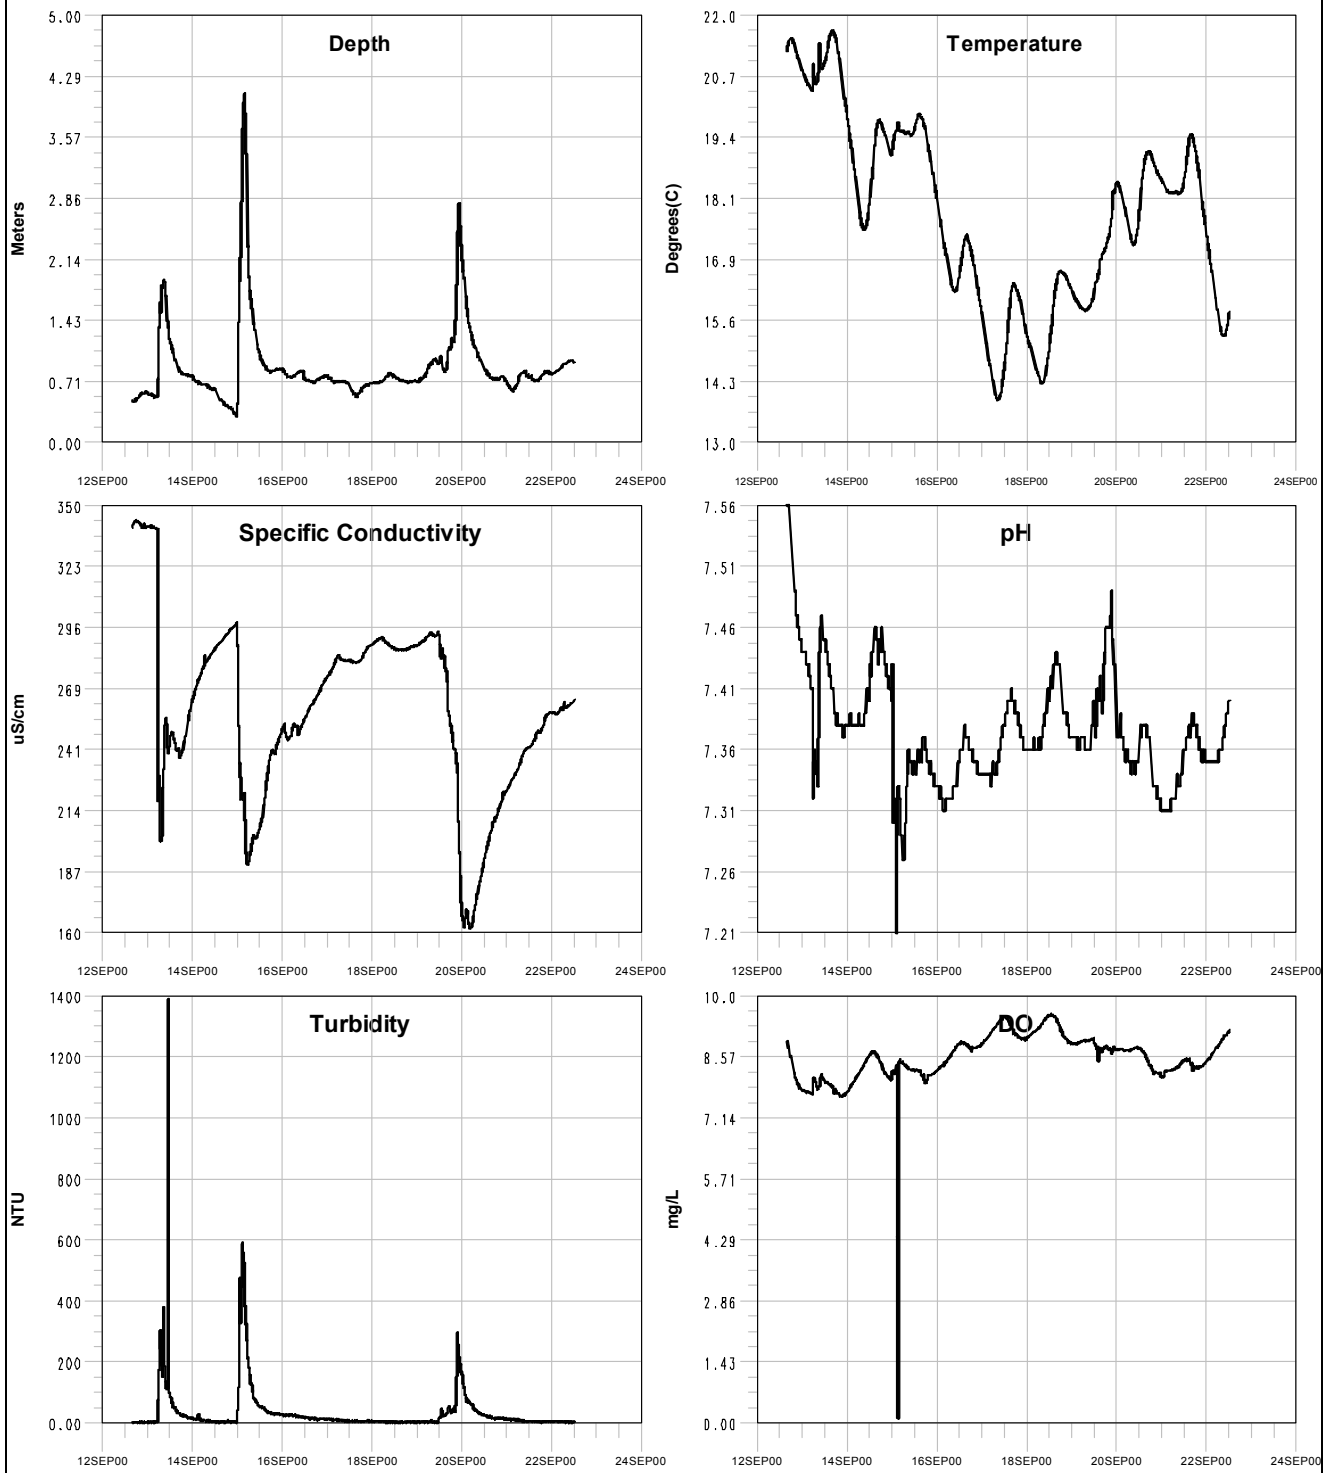 Depth
Meters
5.00
4.29
3.57
2.86
2.14
1.43
0.71
0.00
12SEP00 14SEP00 16SEP00 18SEP00 20SEP00 22SEP00 24SEP00
Temperature
Degrees(C)
22.0
20.7
19.4
18.1
16.9
15.6
14.3
13.0
12SEP00 14SEP00 16SEP00 18SEP00 20SEP00 22SEP00 24SEP00
Specific Conductivity
uS/cm
350
323
296
269
241
214
187
160
12SEP00 14SEP00 16SEP00 18SEP00 20SEP00 22SEP00 24SEP00
pH
7.56
7.51
7.46
7.41
7.36
7.31
7.26
7.21
12SEP00 14SEP00 16SEP00 18SEP00 20SEP00 22SEP00 24SEP00
Turbidity
NTU
1400
1200
1000
800
600
400
200
0.00
12SEP00 14SEP00 16SEP00 18SEP00 20SEP00 22SEP00 24SEP00
DO
mg/L
10.0
8.57
7.14
5.71
4.29
2.86
1.43
0.00
12SEP00 14SEP00 16SEP00 18SEP00 20SEP00 22SEP00 24SEP00